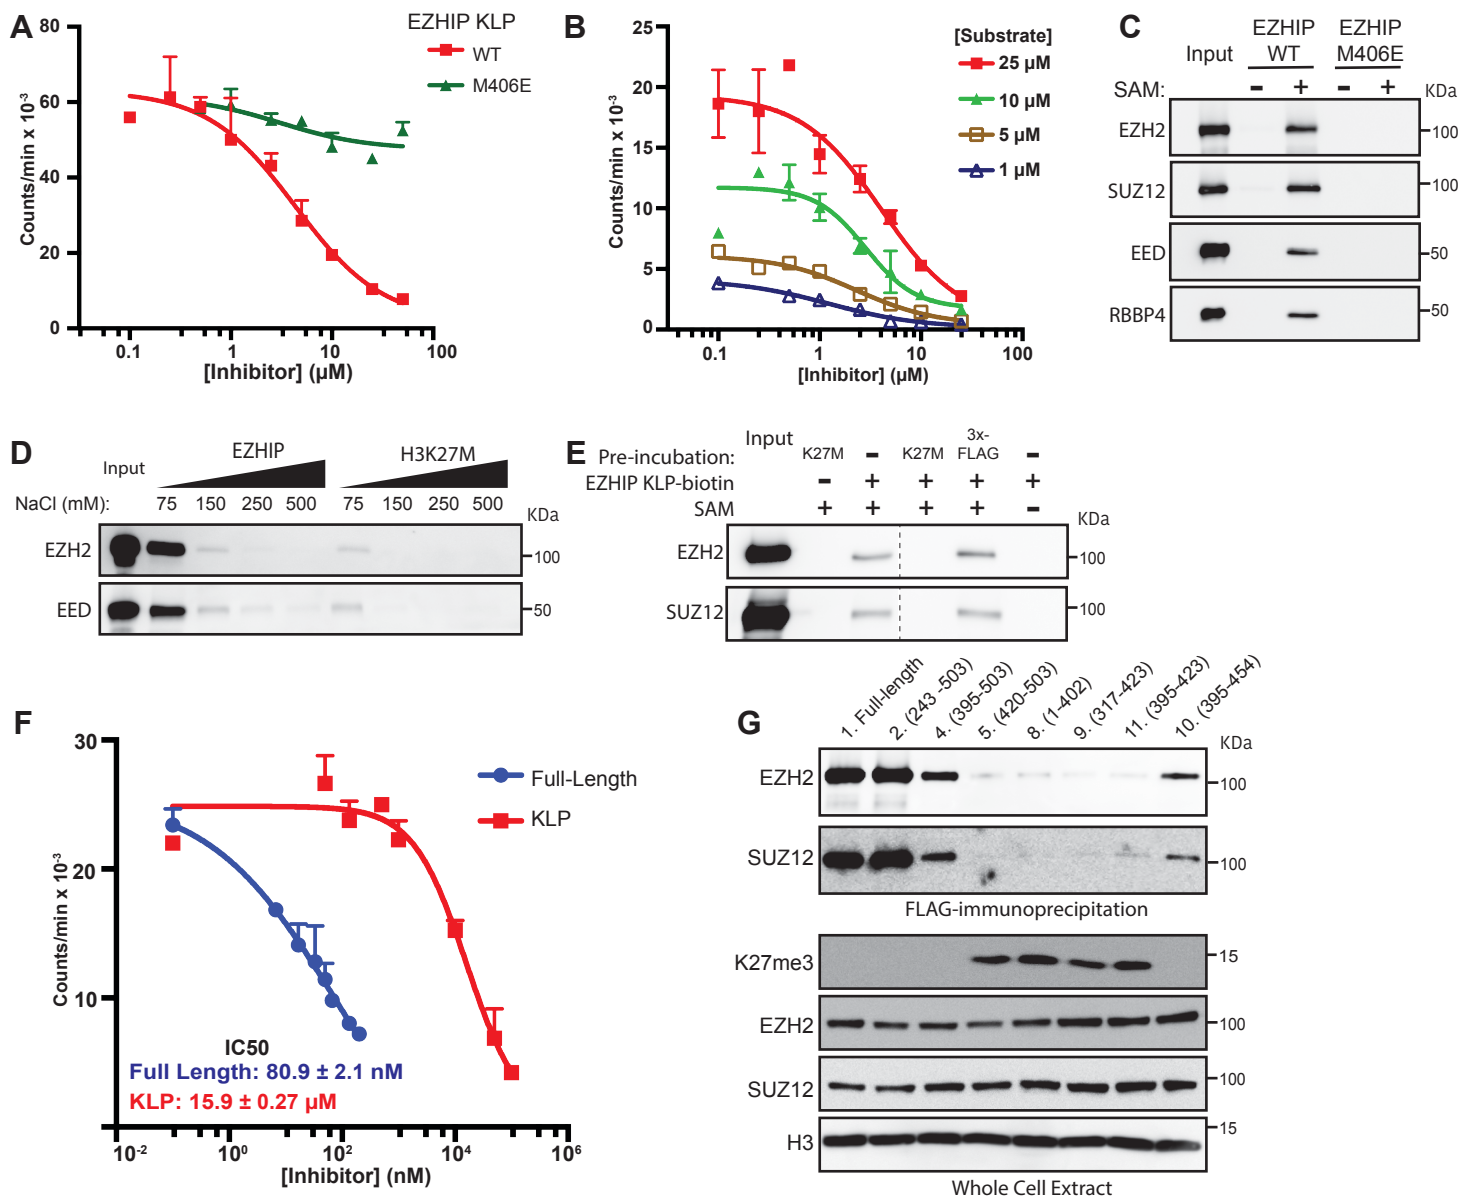 A
EZHIP KLP
WT
M406E
80
60
40
20
0
Counts/min x 10-3
0.1 1 10 100
[Inhibitor] (µM)
B
[Substrate]
25 µM
10 µM
5 µM
1 µM
25
20
15
10
5
0
Counts/min x 10-3
0.1 1 10 100
[Inhibitor] (µM)
C
Input EZHIP WT EZHIP M406E
SAM: - + - + KDa
EZH2 100
SUZ12 100
EED 50
RBBP4 50
D
Input EZHIP H3K27M
NaCl (mM): 75 150 250 500 75 150 250 500
KDa
EZH2 100
EED 50
E
Input
Pre-incubation: K27M - K27M 3x-FLAG -
EZHIP KLP-biotin - + + + +
SAM + + + + -
KDa
EZH2 100
SUZ12 100
F
30
20
10
Counts/min x 10-3
Full-Length
KLP
IC50
Full Length: 80.9 ± 2.1 nM
KLP: 15.9 ± 0.27 µM
10-2 100 102 104 106
[Inhibitor] (nM)
G
1. Full-length
2. (243 -503)
4. (395-503)
5. (420-503)
8. (1-402)
9. (317-423)
11. (395-423)
10. (395-454)
KDa
EZH2 100
SUZ12 100
FLAG-immunoprecipitation
K27me3 15
EZH2 100
SUZ12 100
H3 15
Whole Cell Extract